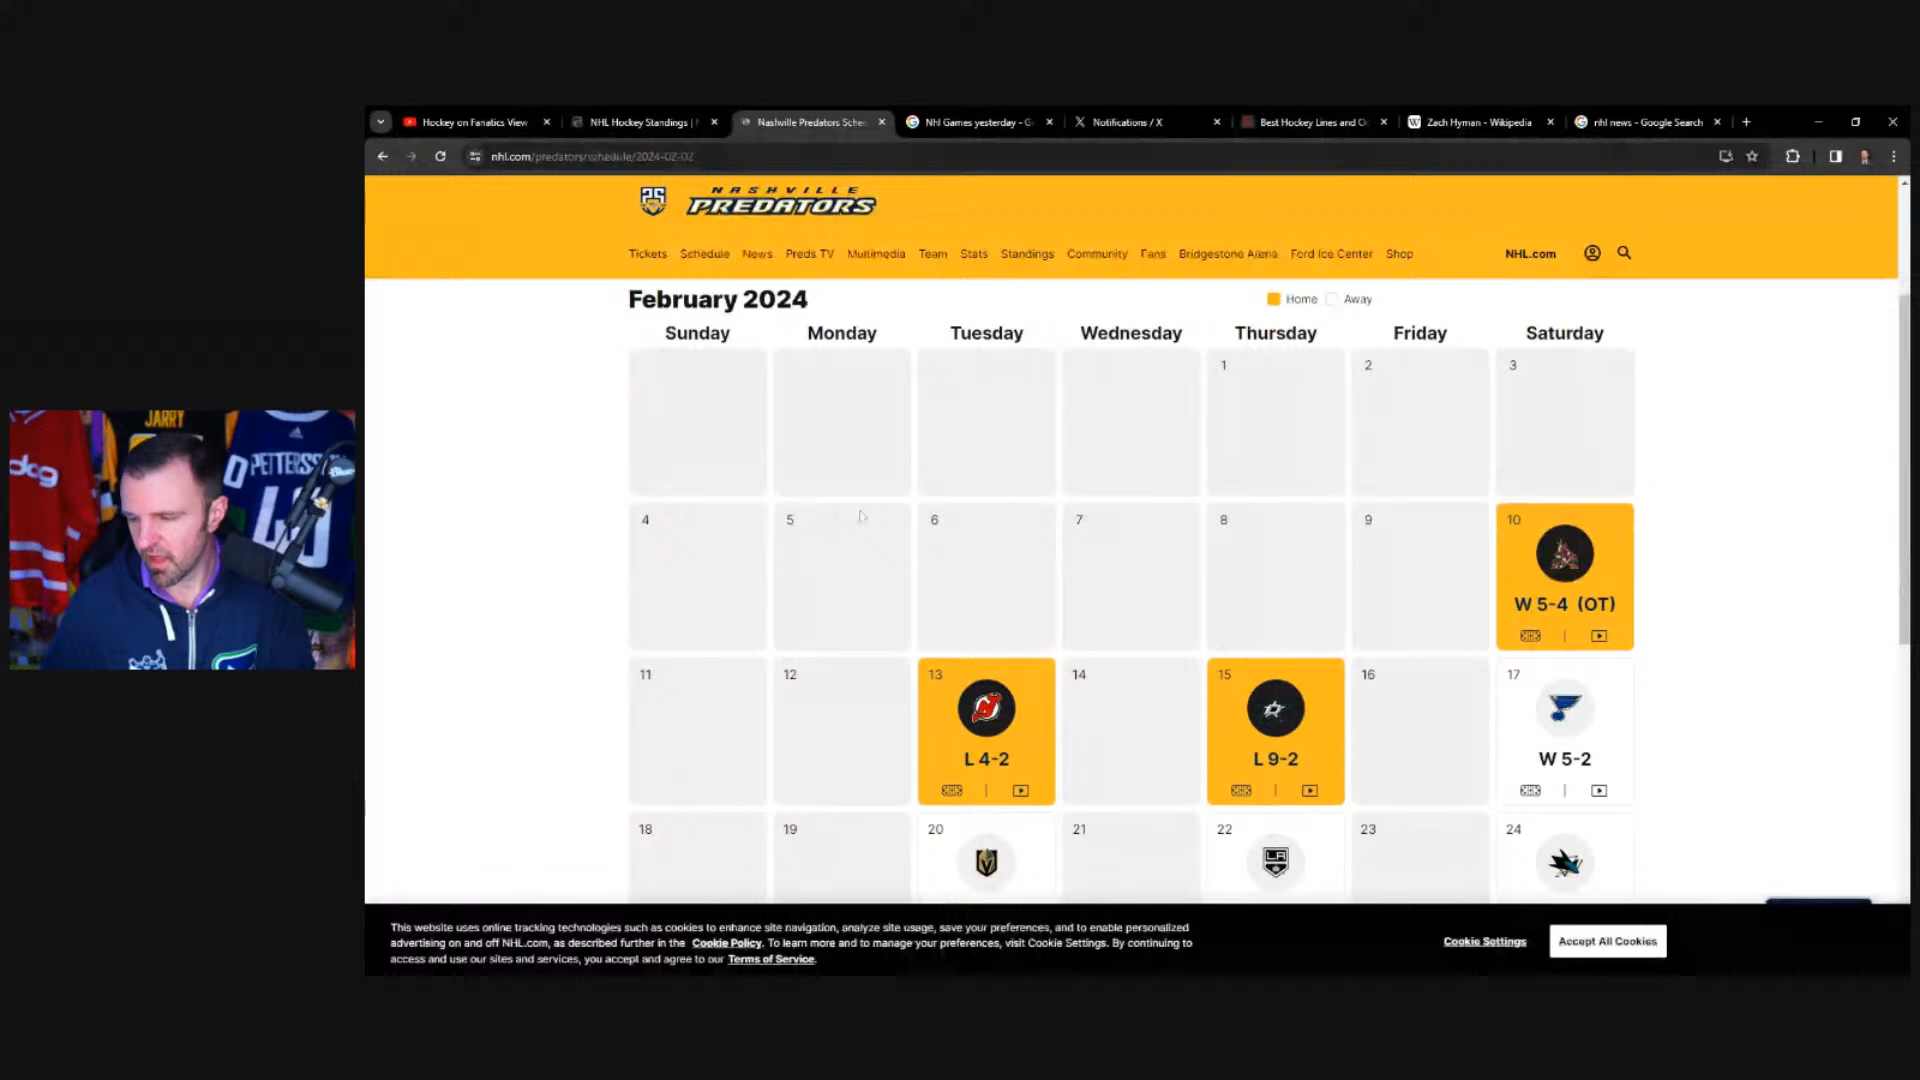 Hockey on Fanatics View
NHL Hockey Standings |
Nashville Predators Sche
Nhl Games yesterday - G
Notifications / X
Best Hockey Lines and O
Zach Hyman - Wikipedia
nhl news - Google Search
nhl.com/predators/schedule/2024-02-02
NASHVILLE
PREDATORS
Tickets Schedule News Preds TV Multimedia Team Stats Standings Community Fans Bridgestone Arena Ford Ice Center Shop
NHL.com
February 2024
Home Away
Sunday Monday Tuesday Wednesday Thursday Friday Saturday
1 2 3
4 5 6 7 8 9 10
W 5-4 (OT)
11 12 13 14 15 16 17
L 4-2 L 9-2 W 5-2
18 19 20 21 22 23 24
LA
This website uses online tracking technologies such as cookies to enhance site navigation, analyze site usage, save your preferences, and to enable personalized
advertising on and off NHL.com, as described further in the Cookie Policy. To learn more and to manage your preferences, visit Cookie Settings. By continuing to
access and use our sites and services, you accept and agree to our Terms of Service.
Cookie Settings
Accept All Cookies
JARRY
PETTERSS
40
dog